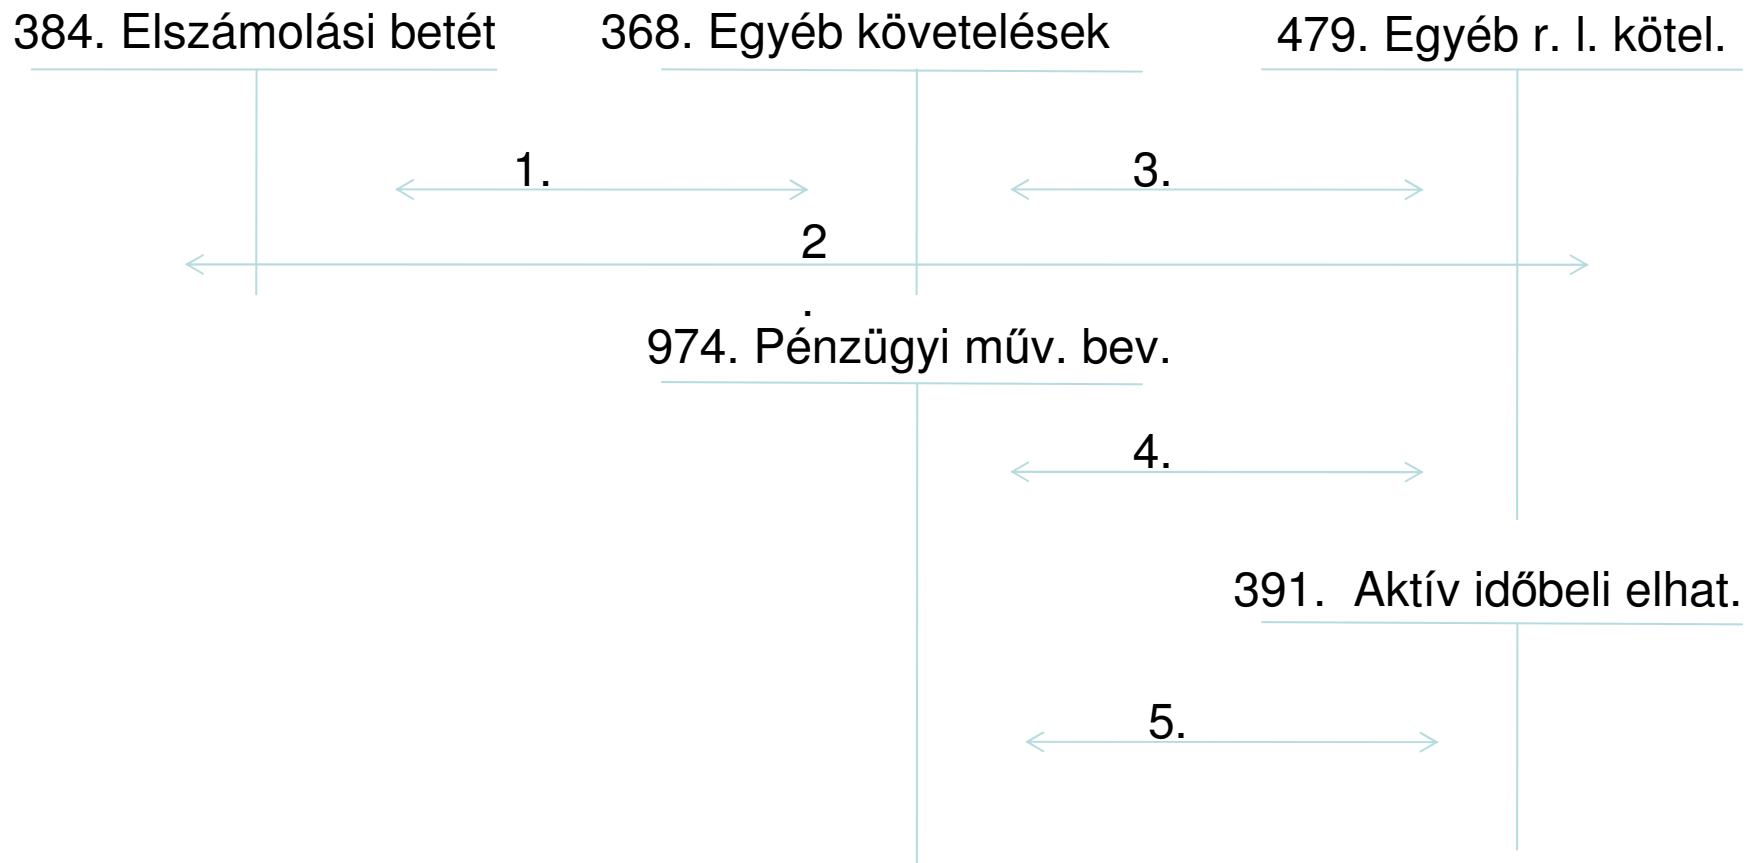 384. Elszámolási betét
368. Egyéb követelések
479. Egyéb r. l. kötel.
1.
3.
2
.
974. Pénzügyi műv. bev.
4.
391. Aktív időbeli elhat.
5.